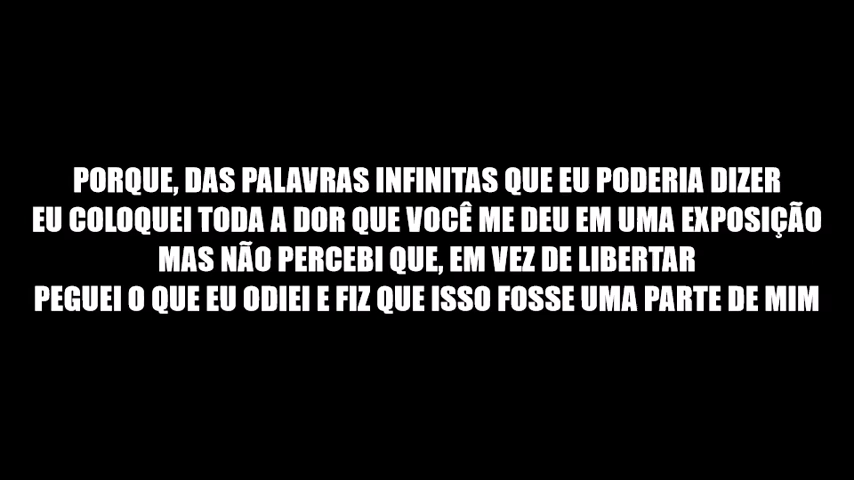 PORQUE, DAS PALAVRAS INFINITAS QUE EU PODERIA DIZER
EU COLOQUEI TODA A DOR QUE VOCÊ ME DEU EM UMA EXPOSIÇÃO
MAS NÃO PERCEBI QUE, EM VEZ DE LIBERTAR
PEGUEI O QUE EU ODIEI E FIZ QUE ISSO FOSSE UMA PARTE DE MIM